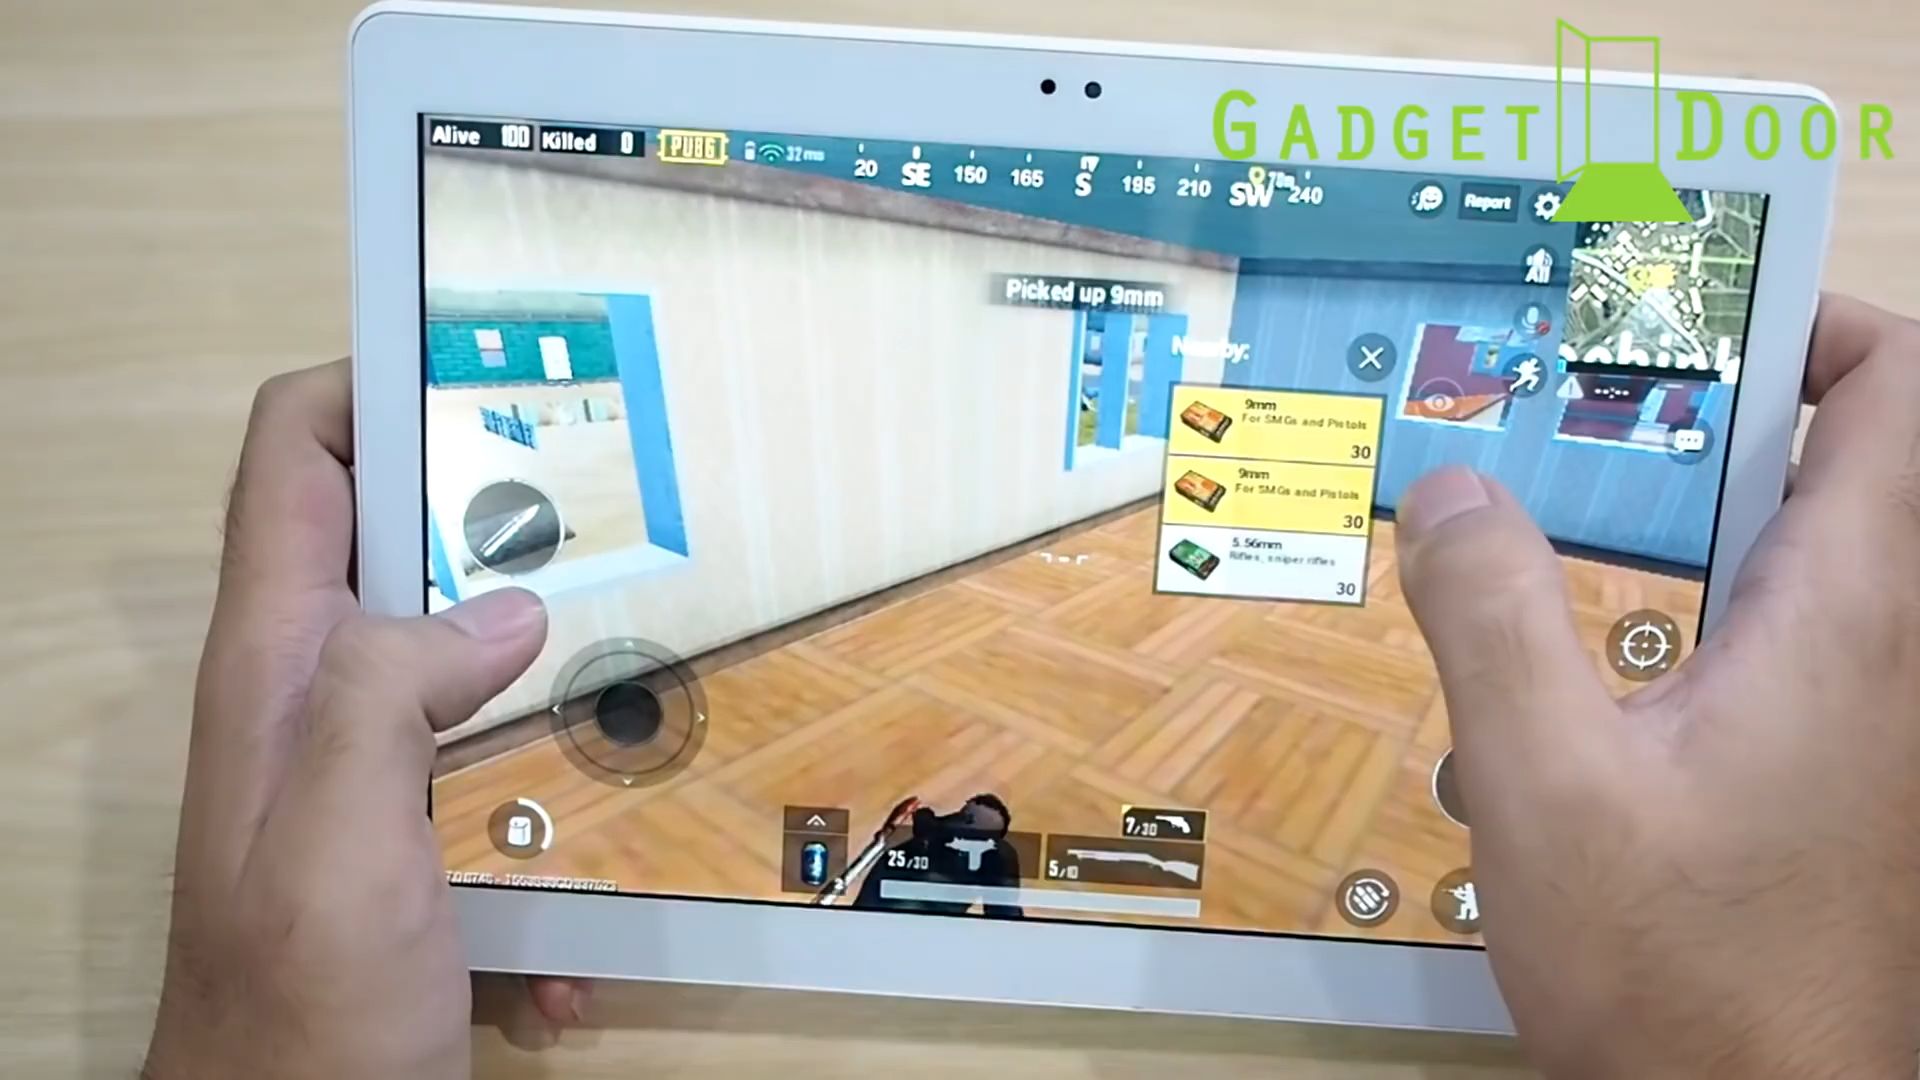 GADGET DOOR
Alive 100 Killed 0 PUBG 32ms
20 SE 150 165 S 195 210 SW 240
Report
All
Picked up 9mm
Nearby:
9mm
For SMGs and Pistols
30
9mm
For SMGs and Pistols
30
5.56mm
Rifles, sniper rifles
30
7/30
25/30
5/10